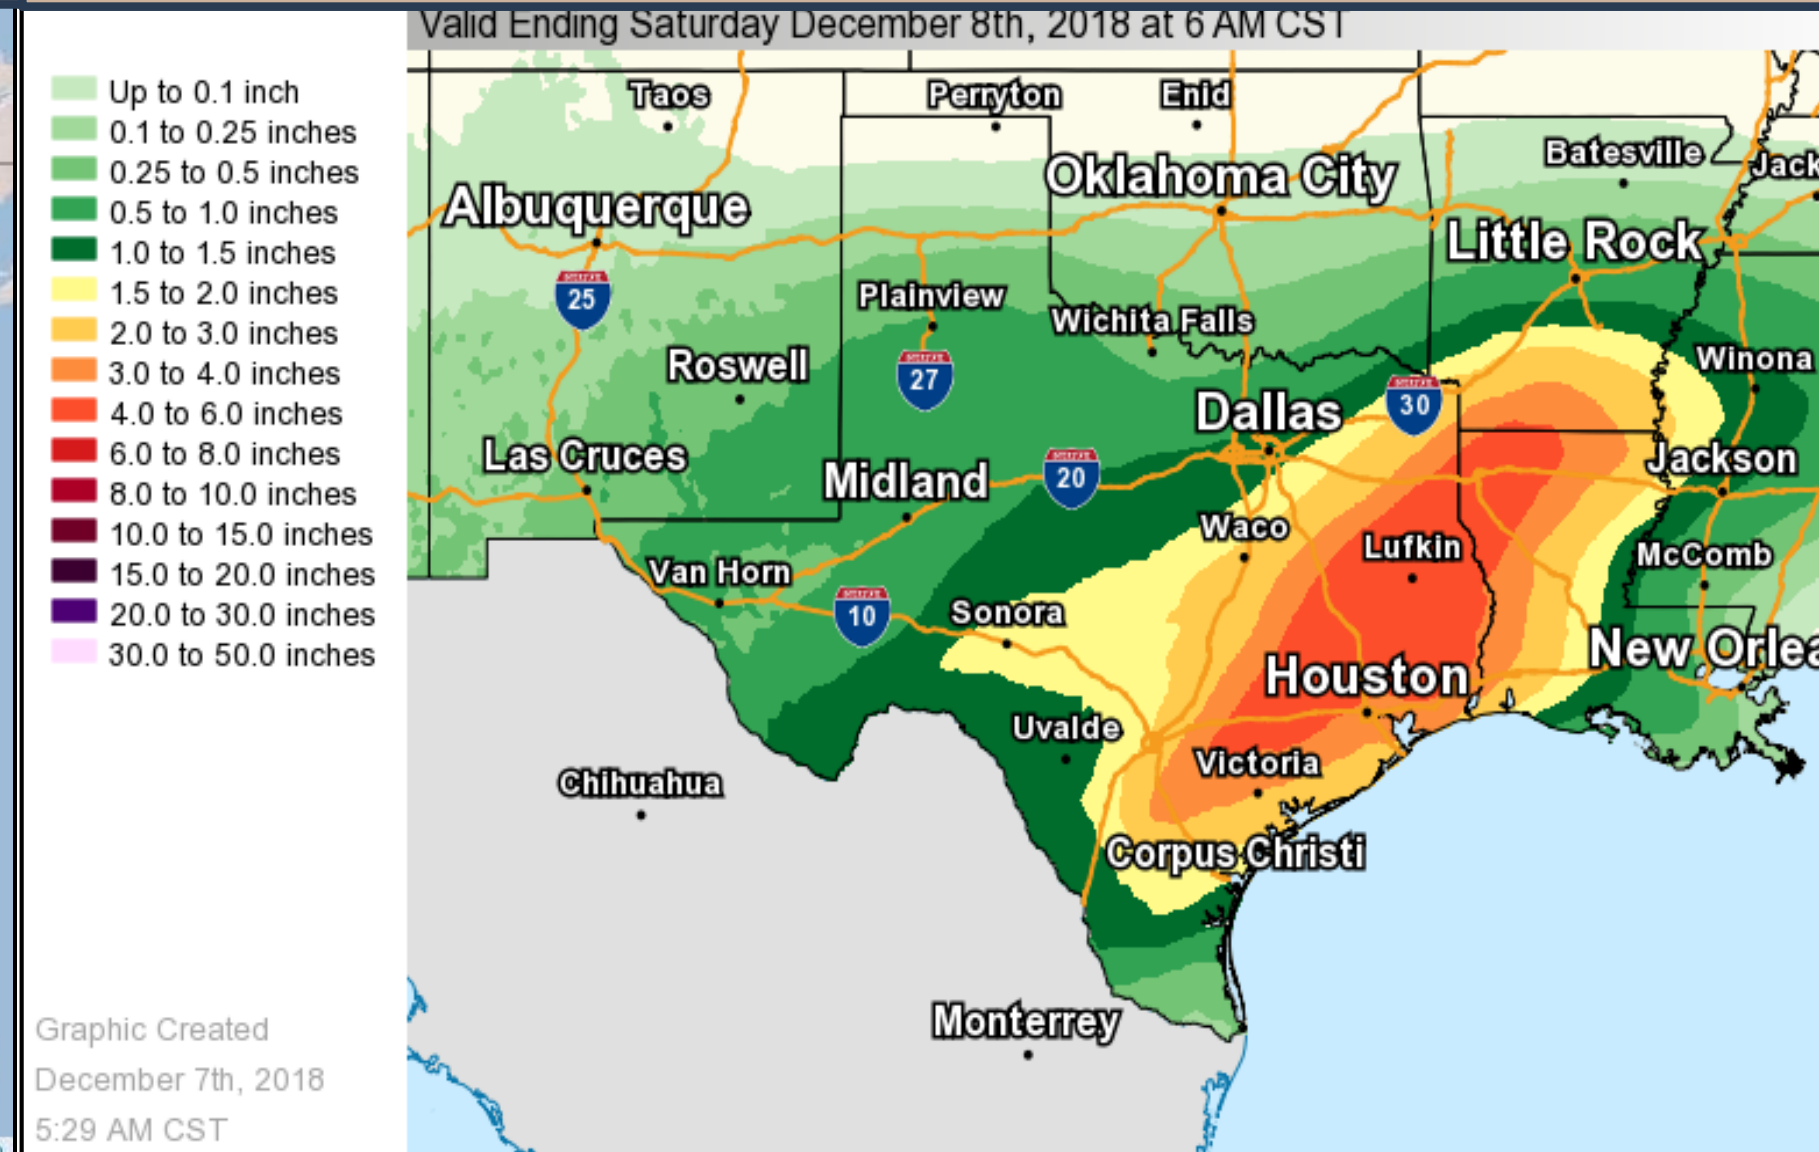 Valid Ending Saturday December 8th, 2018 at 6 AM CST
Up to 0.1 inch
0.1 to 0.25 inches
0.25 to 0.5 inches
0.5 to 1.0 inches
1.0 to 1.5 inches
1.5 to 2.0 inches
2.0 to 3.0 inches
3.0 to 4.0 inches
4.0 to 6.0 inches
6.0 to 8.0 inches
8.0 to 10.0 inches
10.0 to 15.0 inches
15.0 to 20.0 inches
20.0 to 30.0 inches
30.0 to 50.0 inches
Graphic Created
December 7th, 2018
5:29 AM CST
Taos
Perryton
Enid
Batesville
Jack
Oklahoma City
Albuquerque
Little Rock
25
Plainview
Wichita Falls
Roswell
27
Winona
Dallas
30
Las Cruces
Midland
20
Jackson
Waco
Lufkin
McComb
Van Horn
10
Sonora
New Orlea
Houston
Uvalde
Victoria
Chihuahua
Corpus Christi
Monterrey